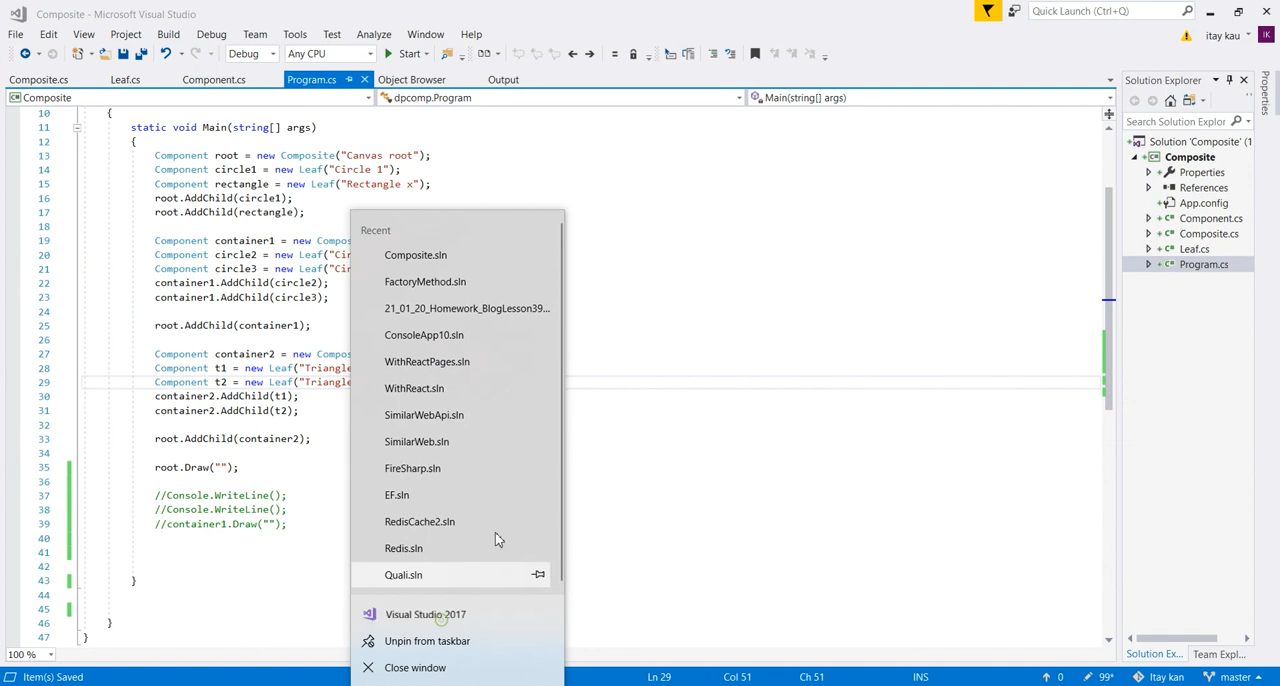 Composite - Microsoft Visual Studio
Quick Launch (Ctrl+Q)
File Edit View Project Build Debug Team Tools Test Analyze Window Help
itay kau
IK
Debug Any CPU Start
Composite.cs Leaf.cs Component.cs Program.cs Object Browser Output
Composite dpcomp.Program Main(string[] args)
10 {
11 static void Main(string[] args)
12 {
13 Component root = new Composite("Canvas root");
14 Component circle1 = new Leaf("Circle 1");
15 Component rectangle = new Leaf("Rectangle x");
16 root.AddChild(circle1);
17 root.AddChild(rectangle);
18
19 Component container1 = new Compos
20 Component circle2 = new Leaf("Cir
21 Component circle3 = new Leaf("Cir
22 container1.AddChild(circle2);
23 container1.AddChild(circle3);
24
25 root.AddChild(container1);
26
27 Component container2 = new Compos
28 Component t1 = new Leaf("Triangle
29 Component t2 = new Leaf("Triangle
30 container2.AddChild(t1);
31 container2.AddChild(t2);
32
33 root.AddChild(container2);
34
35 root.Draw("");
36
37 //Console.WriteLine();
38 //Console.WriteLine();
39 //container1.Draw("");
40
41
42
43 }
44
45
46 }
47 }
Recent
Composite.sln
FactoryMethod.sln
21_01_20_Homework_BlogLesson39...
ConsoleApp10.sln
WithReactPages.sln
WithReact.sln
SimilarWebApi.sln
SimilarWeb.sln
FireSharp.sln
EF.sln
RedisCache2.sln
Redis.sln
Quali.sln
Visual Studio 2017
Unpin from taskbar
Close window
Solution Explorer
Search Solution Explor
Solution 'Composite' (1
Composite
Properties
References
App.config
Component.cs
Composite.cs
Leaf.cs
Program.cs
Solution Ex... Team Expl...
Properties
100 %
Item(s) Saved Ln 29 Col 51 Ch 51 INS 0 99+ Itay kan master